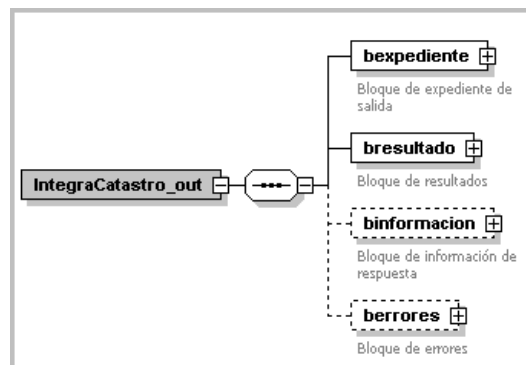 bexpediente
Bloque de expediente de
salida
bresultado
Bloque de resultados
IntegraCatastro_out
binformacion
Bloque de información de
respuesta
berrores
Bloque de errores